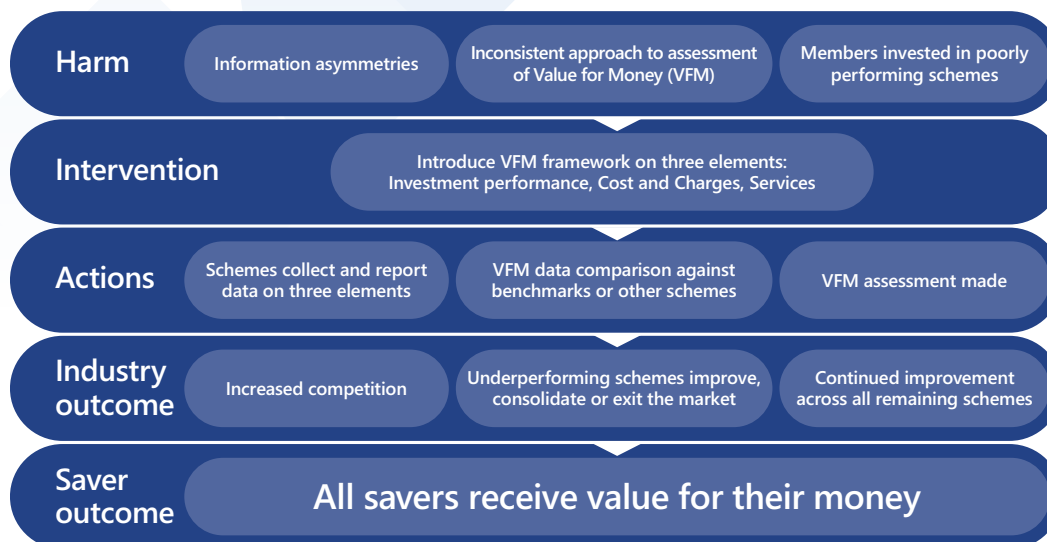 Harm
Information asymmetries
Inconsistent approach to assessment
of Value for Money (VFM)
Members invested in poorly
performing schemes
Intervention
Introduce VFM framework on three elements:
Investment performance, Cost and Charges, Services
Actions
Schemes collect and report
data on three elements
VFM data comparison against
benchmarks or other schemes
VFM assessment made
Industry
outcome
Increased competition
Underperforming schemes improve,
consolidate or exit the market
Continued improvement
across all remaining schemes
Saver
outcome
All savers receive value for their money